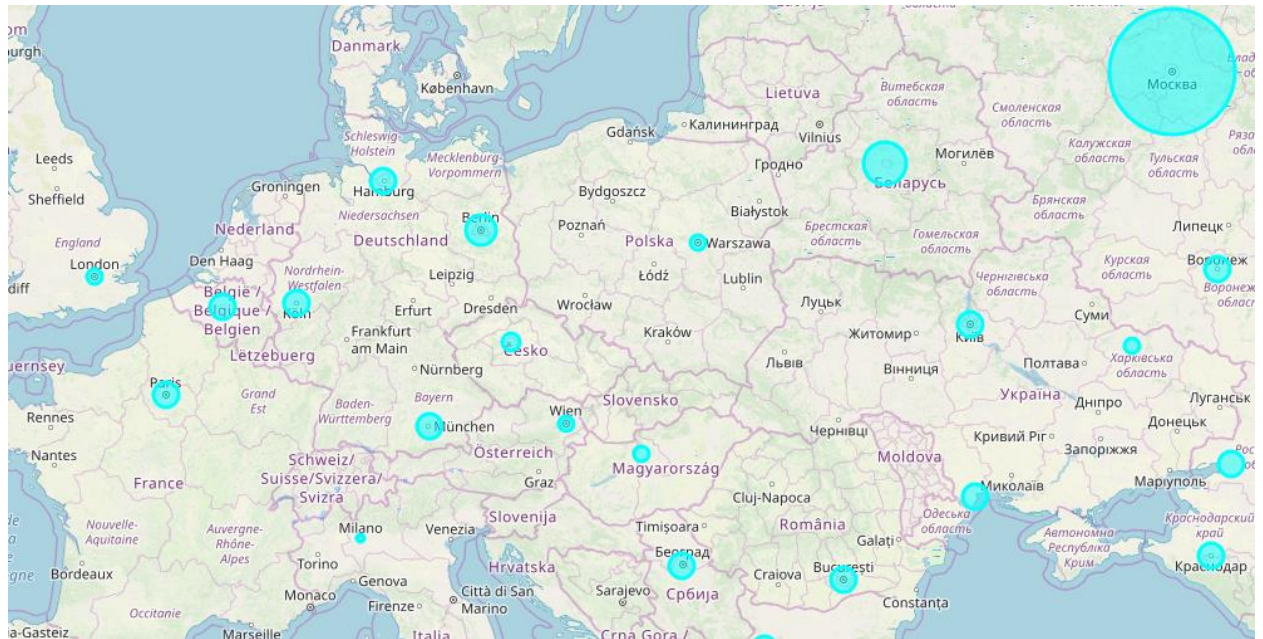 Danmark
København
Lietuva
Vilnius
Витебская
область
Смоленская
область
Москва
Калужская
область
Тульская
область
Leeds
Sheffield
England
London
Schleswig-
Holstein
Mecklenburg-
Vorpommern
Hamburg
Groningen
Niedersachsen
Nederland
Berlin
Deutschland
Den Haag
Gdańsk
Калининград
Bydgoszcz
Гродно
Могилёв
Беларусь
Białystok
Poznań
Polska
Warszawa
Брестская
область
Гомельская
область
Брянская
область
Липецк
Курская
область
Воронеж
België /
Belgique /
Belgien
Nordrhein-
Westfalen
Köln
Leipzig
Erfurt
Dresden
Łódź
Lublin
Wrocław
Луцьк
Чернігівська
область
Суми
Frankfurt
am Main
Lëtzebuerg
Česko
Kraków
Житомир
Київ
Харківська
область
Nürnberg
Львів
Вінниця
Полтава
Paris
Grand
Est
Baden-
Württemberg
Bayern
München
Wien
Slovensko
Україна
Дніпро
Луганськ
Rennes
Чернівці
Кривий Ріг
Запоріжжя
Донецьк
Nantes
France
Schweiz/
Suisse/Svizzera/
Svizra
Österreich
Graz
Magyarország
Moldova
Миколаїв
Маріуполь
Cluj-Napoca
Nouvelle-
Aquitaine
Auvergne-
Rhône-
Alpes
Milano
Venezia
Slovenija
Timișoara
România
Одеська
область
Автономна
Республіка
Крим
Краснодарский
край
Краснодар
Torino
Hrvatska
Београд
Galați
Bordeaux
Genova
Monaco
Città di San
Marino
Sarajevo
Србија
Craiova
București
Constanța
Occitanie
Firenze
Marseille
Italia
Crna Gora /